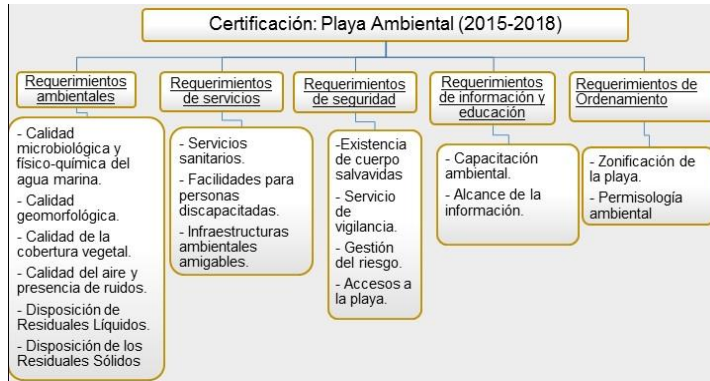 Certificación: Playa Ambiental (2015-2018)
Requerimientos
ambientales
- Calidad
microbiológica y
físico-química del
agua marina.
- Calidad
geomorfológica.
- Calidad de la
cobertura vegetal.
- Calidad del aire y
presencia de ruidos.
- Disposición de
Residuales Líquidos.
- Disposición de los
Residuales Sólidos
Requerimientos
de servicios
- Servicios
sanitarios.
- Facilidades para
personas
discapacitadas.
- Infraestructuras
ambientales
amigables.
Requerimientos
de seguridad
-Existencia
de cuerpo
salvavidas
- Servicio
de
vigilancia.
- Gestión
del riesgo.
- Accesos a
la playa.
Requerimientos
de información y
educación
- Capacitación
ambiental.
- Alcance de la
información.
Requerimientos de
Ordenamiento
- Zonificación de
la playa.
- Permisología
ambiental